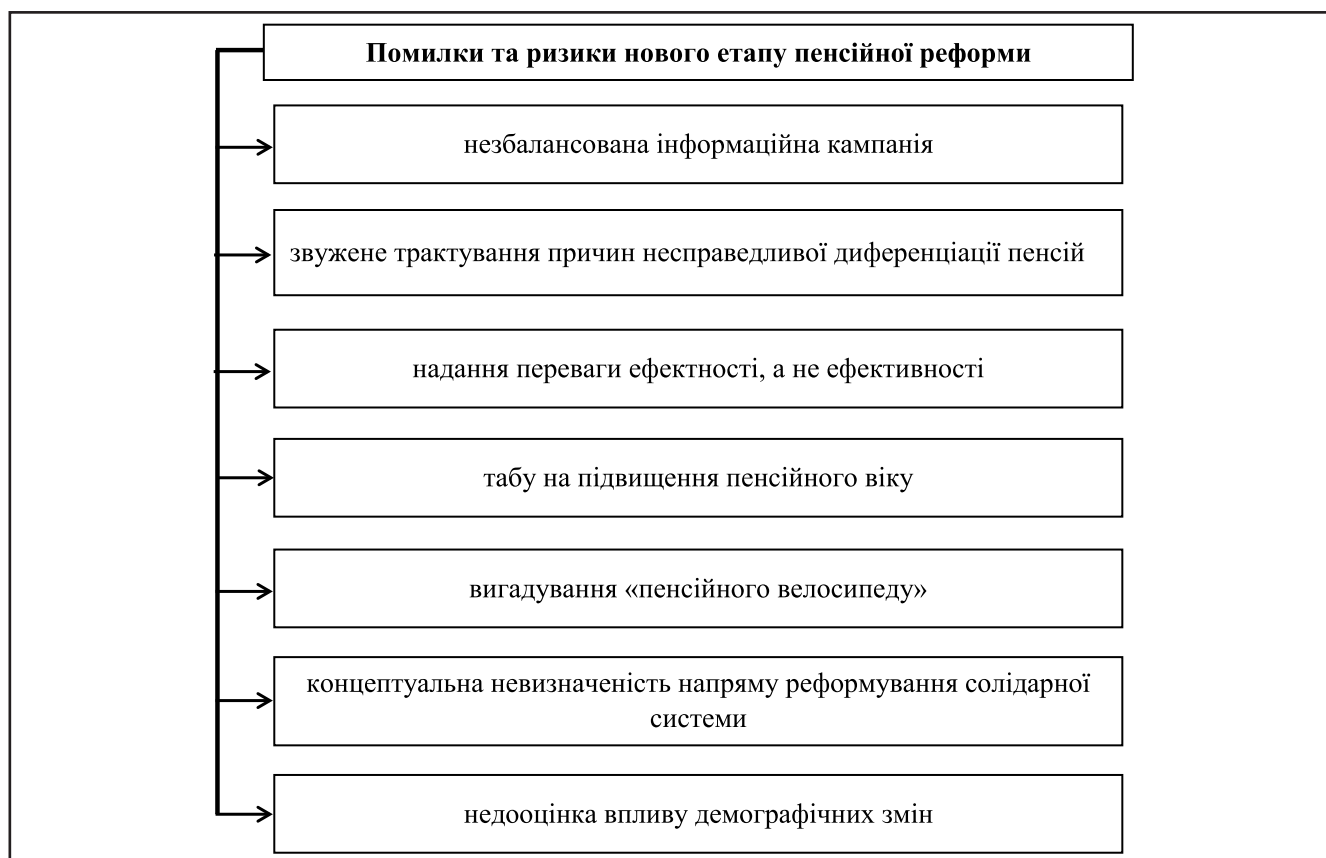 Помилки та ризики нового етапу пенсійної реформи
незбалансована інформаційна кампанія
звужене трактування причин несправедливої диференціації пенсій
надання переваги ефектності, а не ефективності
табу на підвищення пенсійного віку
вигадування «пенсійного велосипеду»
концептуальна невизначеність напряму реформування солідарної
системи
недооцінка впливу демографічних змін